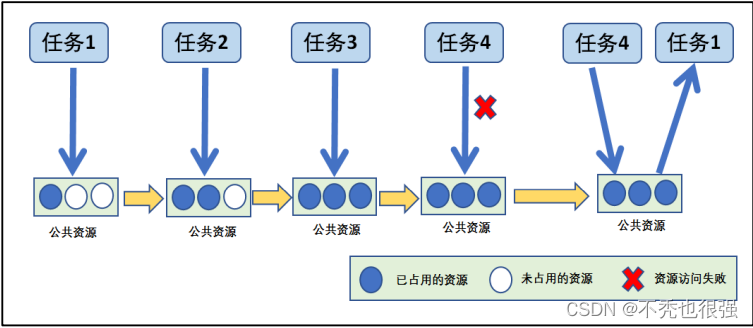 任务1 任务2 任务3 任务4 任务4 任务1
公共资源 公共资源 公共资源 公共资源 公共资源
已占用的资源 未占用的资源 资源访问失败
CSDN @不秃也很强